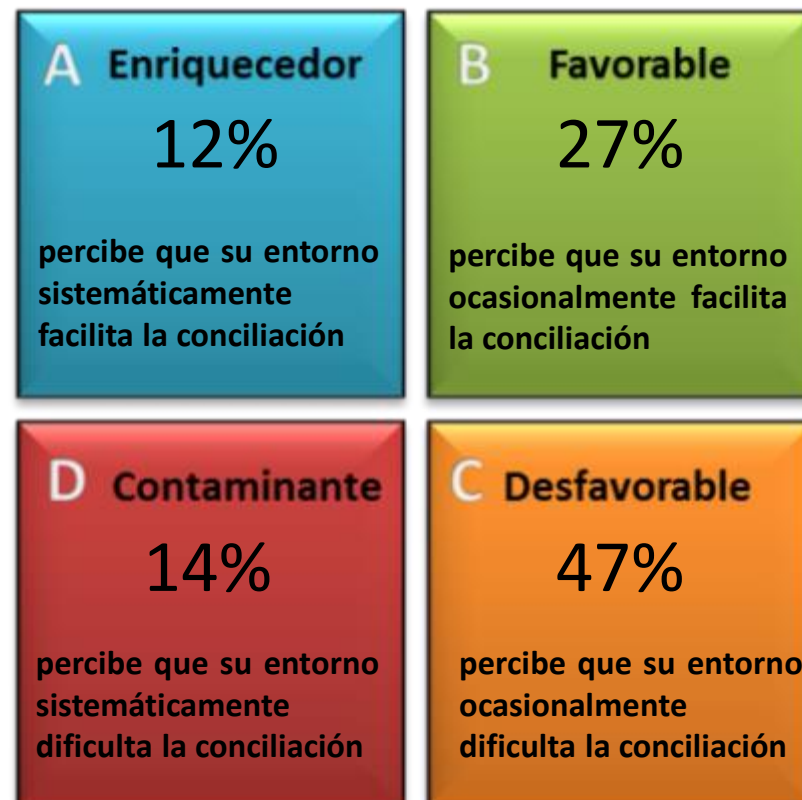 A Enriquecedor
12%
percibe que su entorno
sistemáticamente
facilita la conciliación
B Favorable
27%
percibe que su entorno
ocasionalmente facilita
la conciliación
D Contaminante
14%
percibe que su entorno
sistemáticamente
dificulta la conciliación
C Desfavorable
47%
percibe que su entorno
ocasionalmente
dificulta la conciliación